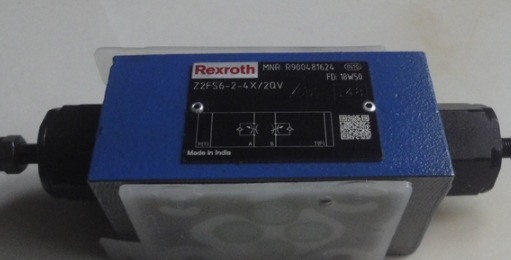 Rexroth MNR: R900481624
FD: 18W50
Z2FS6-2-4X/2QV
A B
Made in India